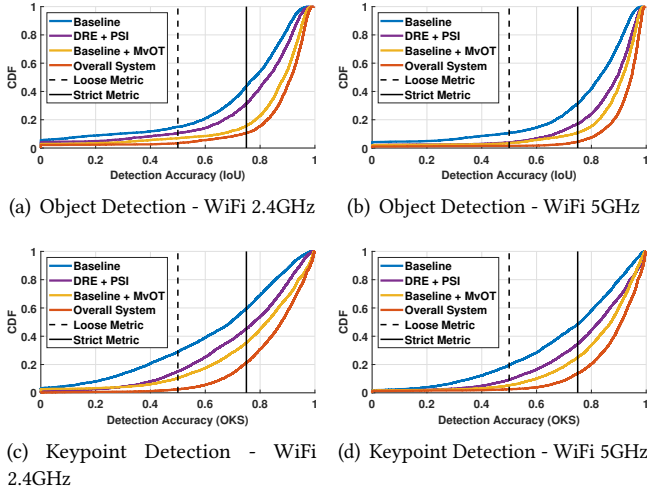 CDF
1
0.8
0.6
0.4
0.2
0
Baseline
DRE + PSI
Baseline + MvOT
Overall System
Loose Metric
Strict Metric
0 0.2 0.4 0.6 0.8 1
Detection Accuracy (IoU)
(a) Object Detection - WiFi 2.4GHz
CDF
1
0.8
0.6
0.4
0.2
0
Baseline
DRE + PSI
Baseline + MvOT
Overall System
Loose Metric
Strict Metric
0 0.2 0.4 0.6 0.8 1
Detection Accuracy (IoU)
(b) Object Detection - WiFi 5GHz
CDF
1
0.8
0.6
0.4
0.2
0
Baseline
DRE + PSI
Baseline + MvOT
Overall System
Loose Metric
Strict Metric
0 0.2 0.4 0.6 0.8 1
Detection Accuracy (OKS)
(c) Keypoint Detection - WiFi
2.4GHz
CDF
1
0.8
0.6
0.4
0.2
0
Baseline
DRE + PSI
Baseline + MvOT
Overall System
Loose Metric
Strict Metric
0 0.2 0.4 0.6 0.8 1
Detection Accuracy (OKS)
(d) Keypoint Detection - WiFi 5GHz